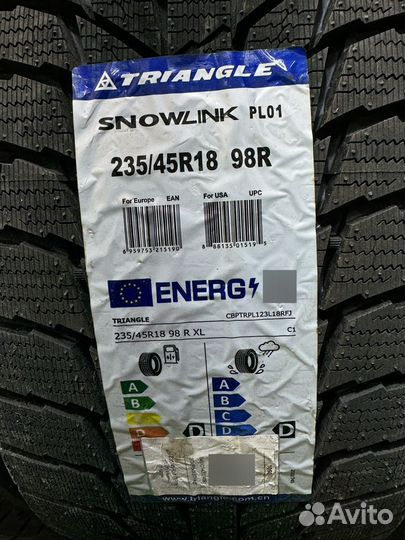 TRIANGLE
SNOWLINK PL01
235/45R18 98R
For Europe EAN
For USA UPC
6 959753 215190
8 88135 01519 5
ENERG
TRIANGLE
CBPTRPL123L18RFJ
235/45R18 98 R XL
C1
A
B
D
A
B
C
D
D
www.triangle.com.cn
Avito